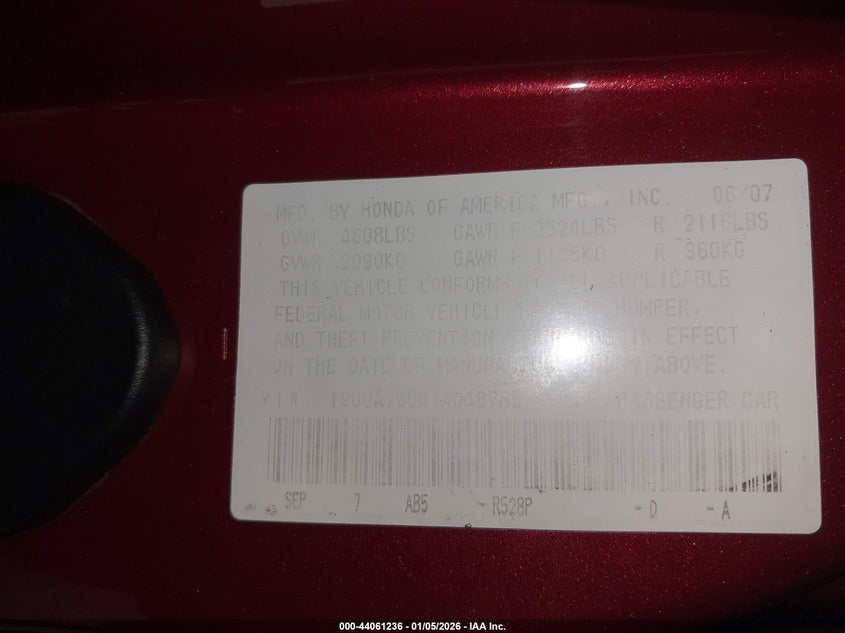 MFD. BY HONDA OF AMERICA MFG., INC. 06/07
GVWR 4608LBS GAWR F 2524LBS R 2116LBS
GVWR 2090KG GAWR F 1145KG R 960KG
THIS VEHICLE CONFORMS TO ALL APPLICABLE
FEDERAL MOTOR VEHICLE BUMPER,
AND THEFT PREVENTION IN EFFECT
ON THE DATE OF ABOVE.
V.I.N.: PASSENGER CAR
SEP 7 AB5 - R528P - D - A
000-44061236 - 01/05/2026 - IAA Inc.